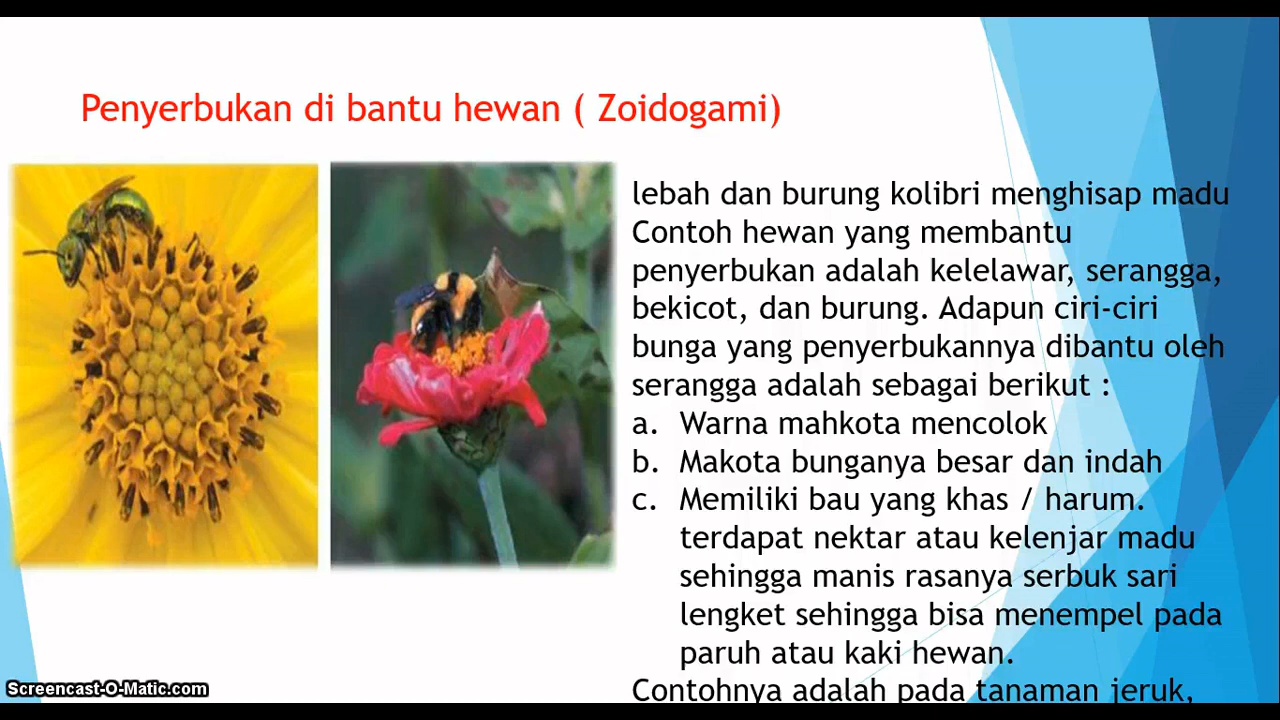 Penyerbukan di bantu hewan ( Zoidogami)
lebah dan burung kolibri menghisap madu
Contoh hewan yang membantu
penyerbukan adalah kelelawar, serangga,
bekicot, dan burung. Adapun ciri-ciri
bunga yang penyerbukannya dibantu oleh
serangga adalah sebagai berikut :
a. Warna mahkota mencolok
b. Makota bunganya besar dan indah
c. Memiliki bau yang khas / harum.
terdapat nektar atau kelenjar madu
sehingga manis rasanya serbuk sari
lengket sehingga bisa menempel pada
paruh atau kaki hewan.
Contohnya adalah pada tanaman jeruk,
Screencast-O-Matic.com